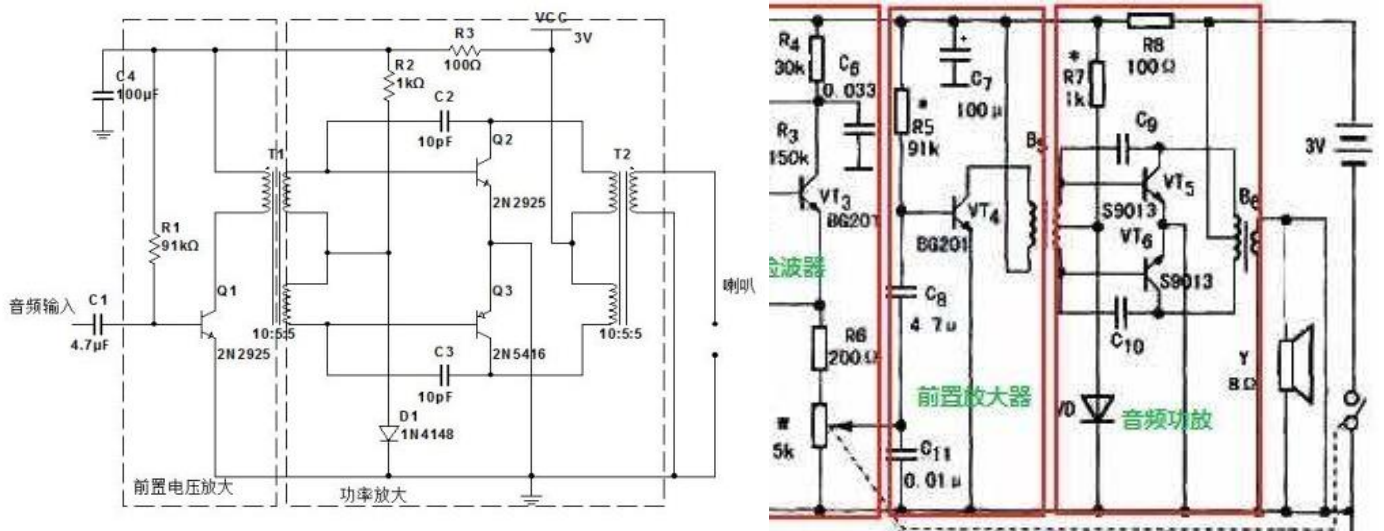 VCC
3V
R3
100Ω
R2
1kΩ
C4
100µF
C2
10pF
Q2
T1
T2
2N2925
R1
91kΩ
音频输入
C1
4.7µF
Q1
2N2925
10:5:5
Q3
2N5416
10:5:5
喇叭
C3
10pF
D1
1N4148
前置电压放大
功率放大
R4
30k
C6
0.033
R3
150k
VT3
BG201
检波器
R6
200Ω
W
5k
*
R5
91k
+
C7
100μ
VT4
BG201
C8
4.7μ
前置放大器
C11
0.01μ
B5
R8
100Ω
*
R7
1k
C9
VT5
S9013
VT6
S9013
C10
B6
VD
音频功放
3V
Y
8Ω